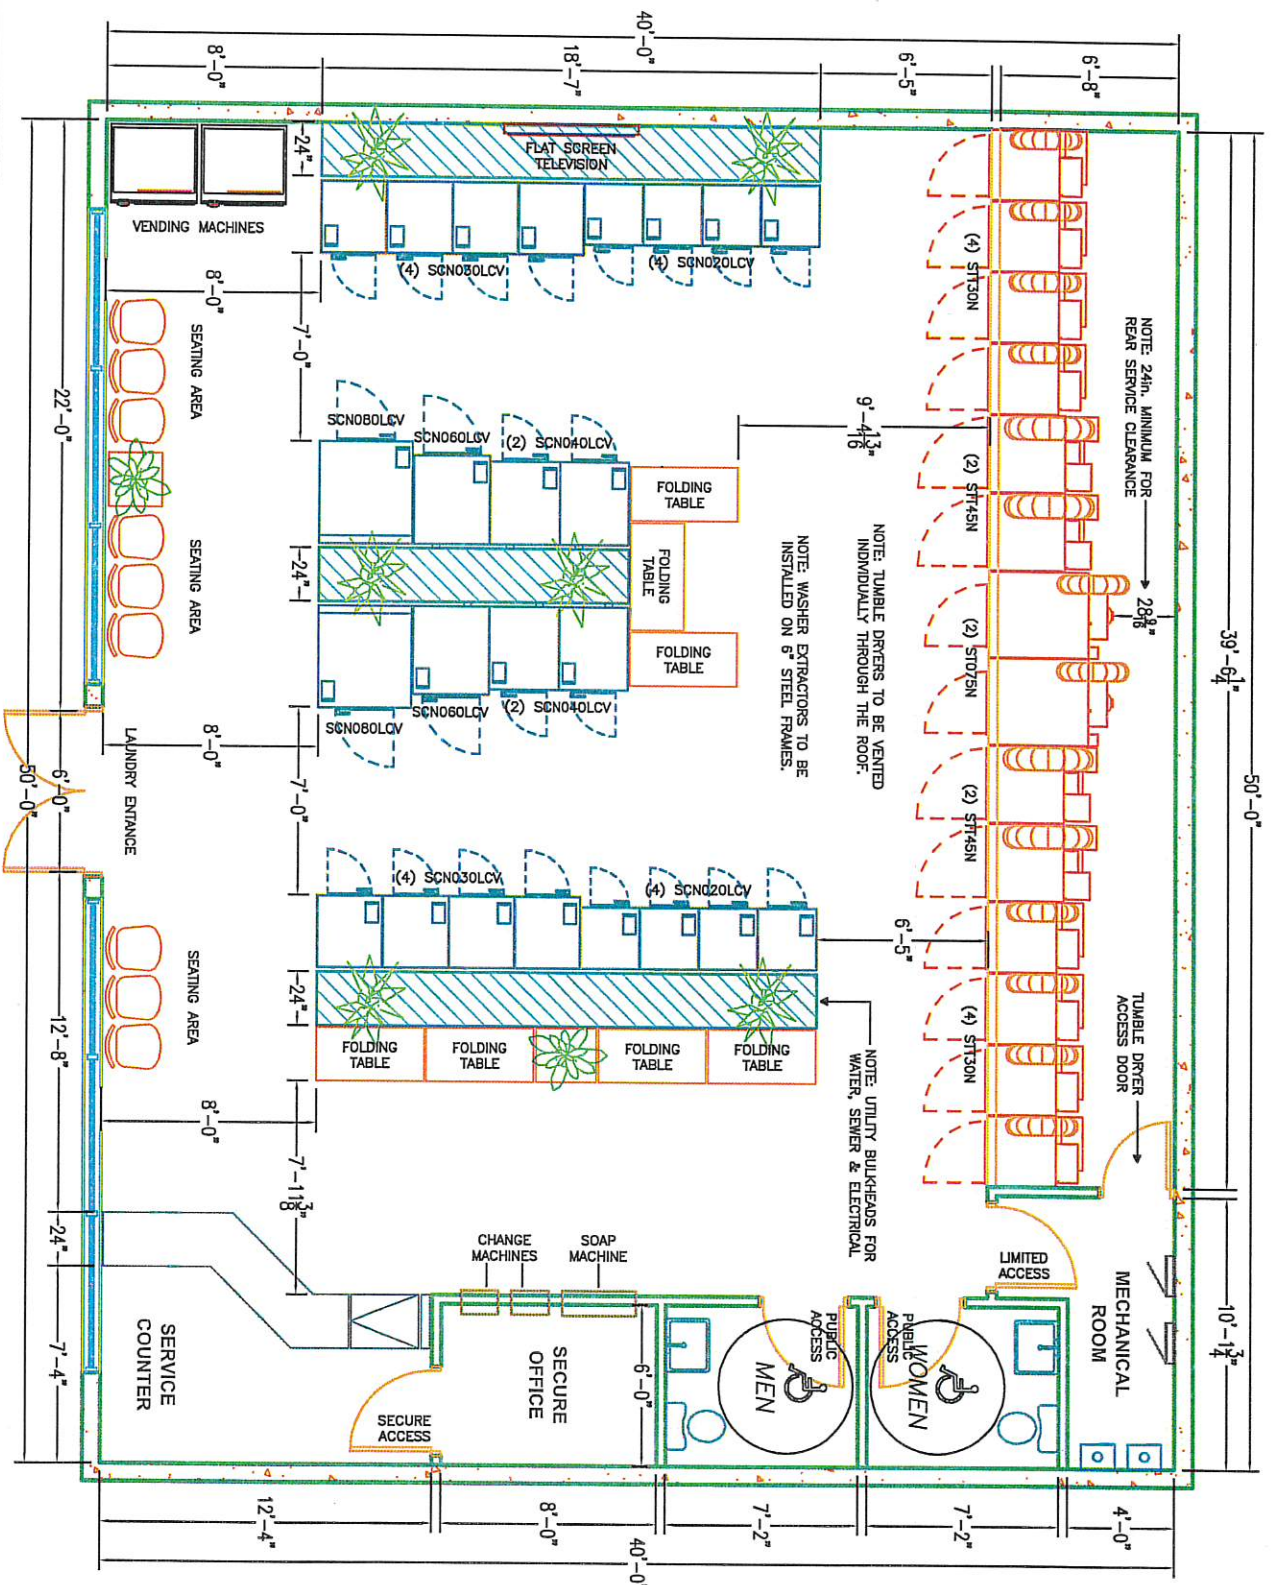 40'-0"
8'-0"
18'-7"
6'-5"
6'-8"
24"
FLAT SCREEN
TELEVISION
VENDING MACHINES
(4) SCN030LCV
(4) SCN020LCV
(4) STT30N
8'-0"
7'-0"
SEATING AREA
22'-0"
NOTE: 24in. MINIMUM FOR
REAR SERVICE CLEARANCE
9'-4 13/16"
SCN080LCV
SCN060LCV
(2) SCN040LCV
FOLDING
TABLE
(2) STT45N
NOTE: TUMBLE DRYERS TO BE VENTED
INDIVIDUALLY THROUGH THE ROOF.
NOTE: WASHER EXTRACTORS TO BE
INSTALLED ON 6" STEEL FRAMES.
SEATING AREA
24"
FOLDING
TABLE
28 9/16"
39'-6 1/4"
50'-0"
FOLDING
TABLE
(2) ST075N
SCN080LCV
SCN060LCV
(2) SCN040LCV
8'-0"
7'-0"
LAUNDRY ENTANCE
6'-0"
50'-0"
(2) STT45N
(4) SCN030LCV
(4) SCN020LCV
6'-5"
SEATING AREA
24"
12'-8"
FOLDING
TABLE
FOLDING
TABLE
FOLDING
TABLE
FOLDING
TABLE
(4) STT30N
TUMBLE DRYER
ACCESS DOOR
NOTE: UTILITY BULKHEADS FOR
WATER, SEWER & ELECTRICAL
8'-0"
7'-11 3/8"
24"
CHANGE
MACHINES
SOAP
MACHINE
LIMITED
ACCESS
MECHANICAL
ROOM
10'-1 3/4"
7'-4"
SERVICE
COUNTER
SECURE
ACCESS
SECURE
OFFICE
6'-0"
PUBLIC
ACCESS
MEN
PUBLIC
ACCESS
WOMEN
12'-4"
8'-0"
7'-2"
7'-2"
4'-0"
40'-0"